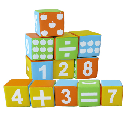 =
1 2 8
4 + 3 = 7